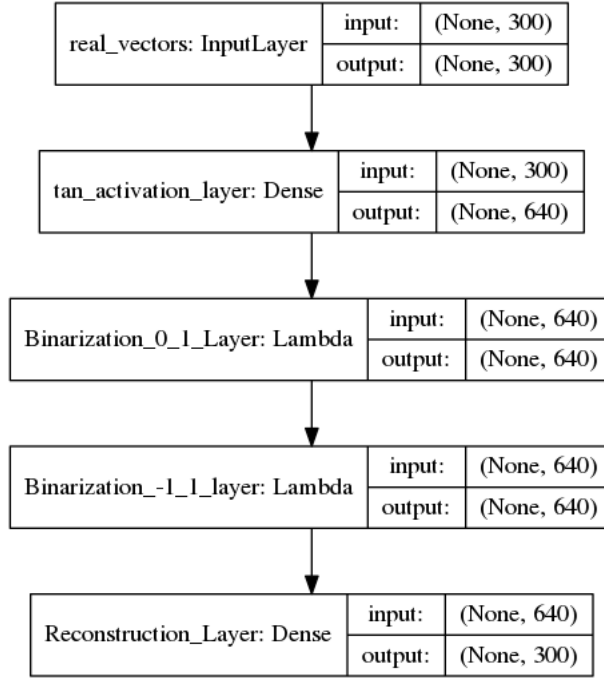 real_vectors: InputLayer
input: (None, 300)
output: (None, 300)
tan_activation_layer: Dense
input: (None, 300)
output: (None, 640)
Binarization_0_1_Layer: Lambda
input: (None, 640)
output: (None, 640)
Binarization_-1_1_layer: Lambda
input: (None, 640)
output: (None, 640)
Reconstruction_Layer: Dense
input: (None, 640)
output: (None, 300)